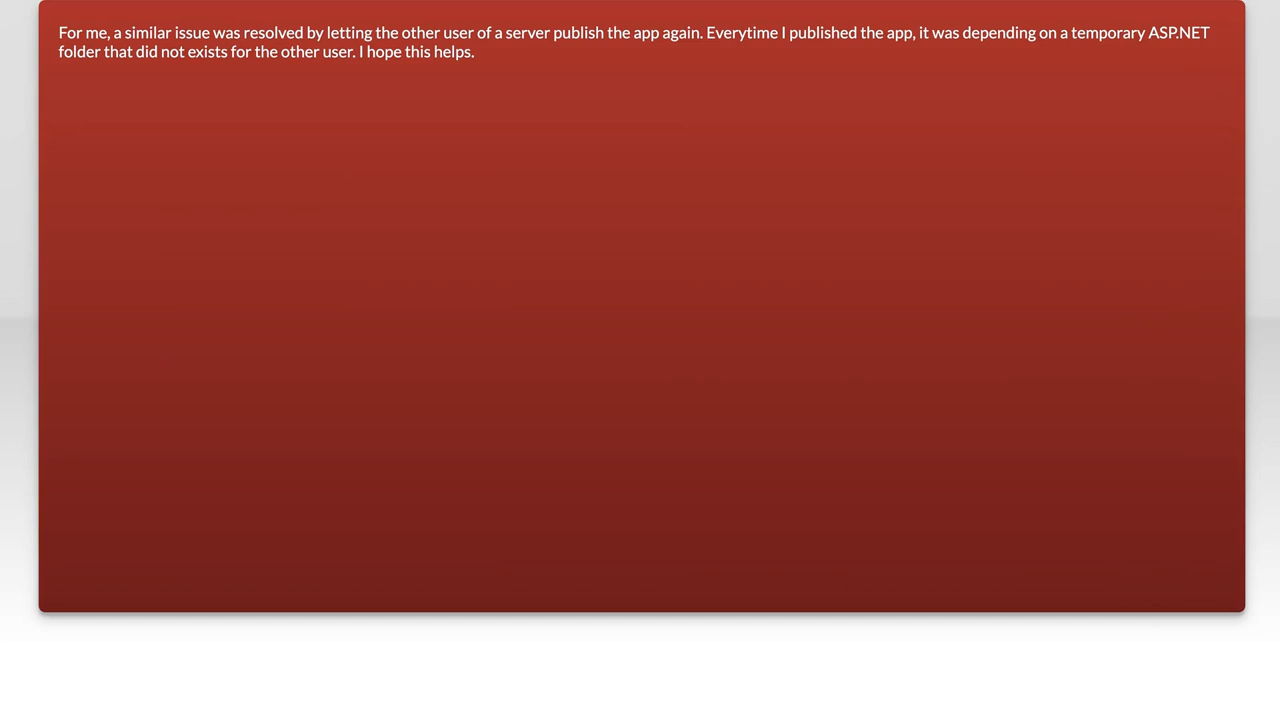 For me, a similar issue was resolved by letting the other user of a server publish the app again. Everytime I published the app, it was depending on a temporary ASP.NET
folder that did not exists for the other user. I hope this helps.